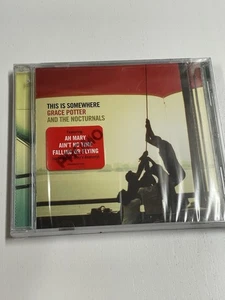 THIS IS SOMEWHERE
GRACE POTTER
AND THE NOCTURNALS
AH MARY
AIN'T NO TIME
FALLING OR FLYING